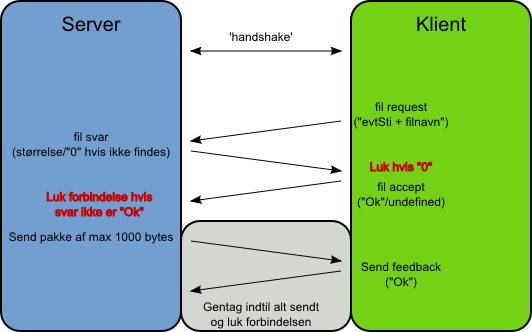 Server
Klient
'handshake'
fil request
("evtSti + filnavn")
fil svar
(størrelse/"0" hvis ikke findes)
Luk hvis "0"
fil accept
("Ok"/undefined)
Luk forbindelse hvis
svar ikke er "Ok"
Send pakke af max 1000 bytes
Send feedback
("Ok")
Gentag indtil alt sendt
og luk forbindelsen